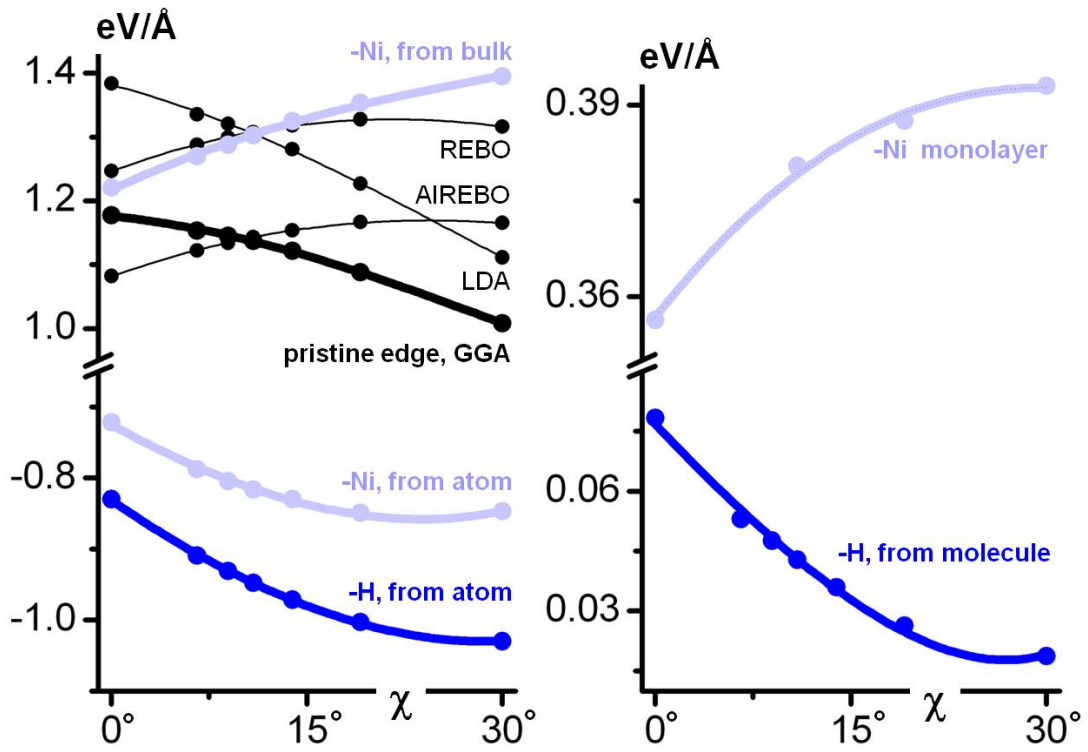 eV/Å
-Ni, from bulk
1.4
REBO
1.2
AIREBO
LDA
1.0
pristine edge, GGA
-0.8
-Ni, from atom
-H, from atom
-1.0
χ
0° 15° 30°
eV/Å
0.39
-Ni monolayer
0.36
0.06
-H, from molecule
0.03
χ
0° 15° 30°